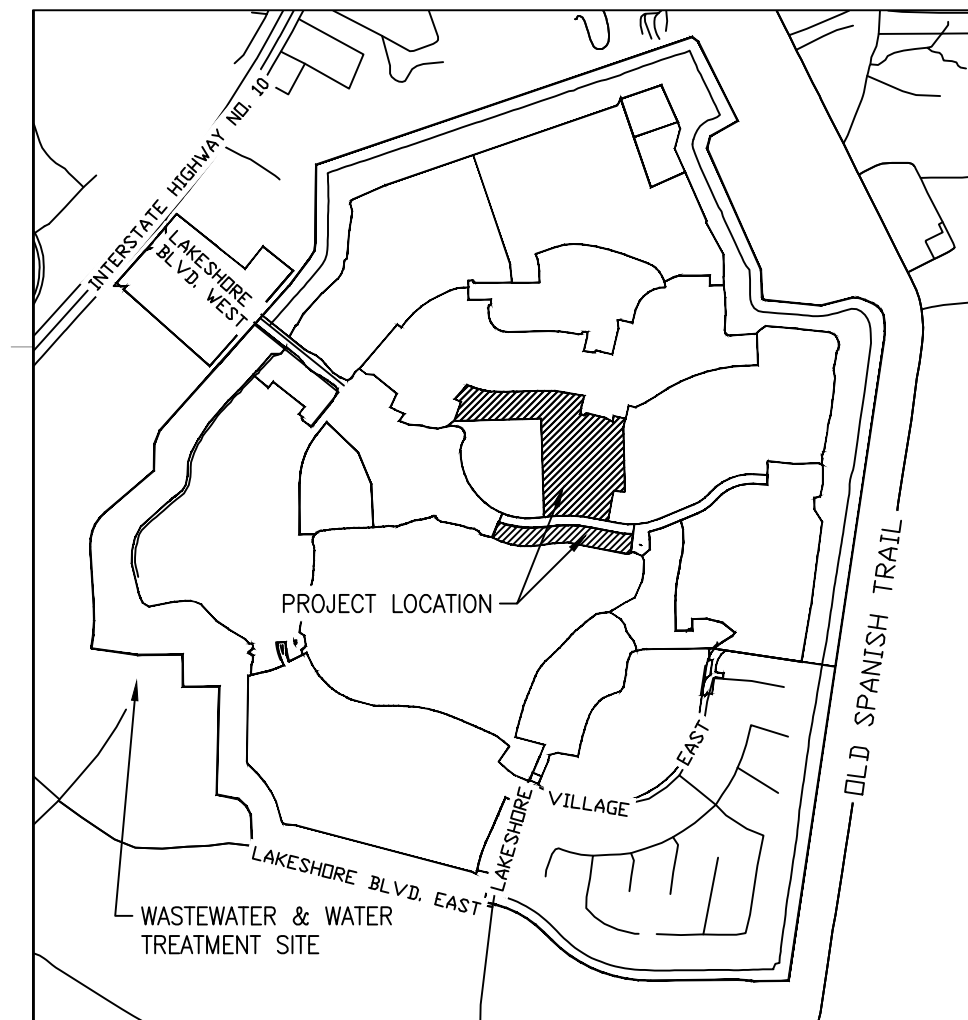 INTERSTATE HIGHWAY NO. 10
LAKESHORE
BLVD. WEST
PROJECT LOCATION
OLD SPANISH TRAIL
EAST
VILLAGE
LAKESHORE
LAKESHORE BLVD. EAST
WASTEWATER & WATER
TREATMENT SITE